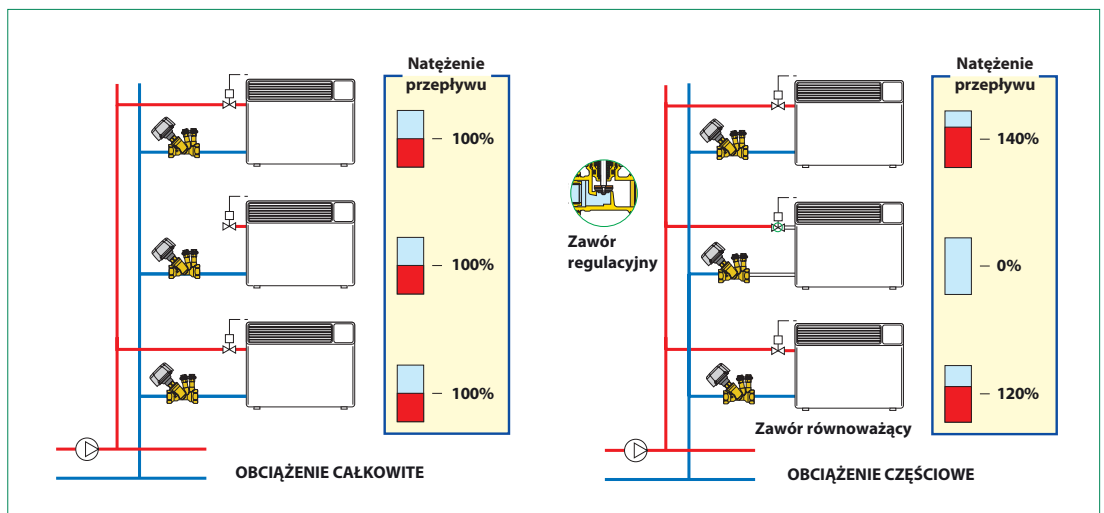 Natężenie
przepływu
100%
100%
100%
OBCIĄŻENIE CAŁKOWITE
Natężenie
przepływu
140%
Zawór
regulacyjny
0%
120%
Zawór równoważący
OBCIĄŻENIE CZĘŚCIOWE